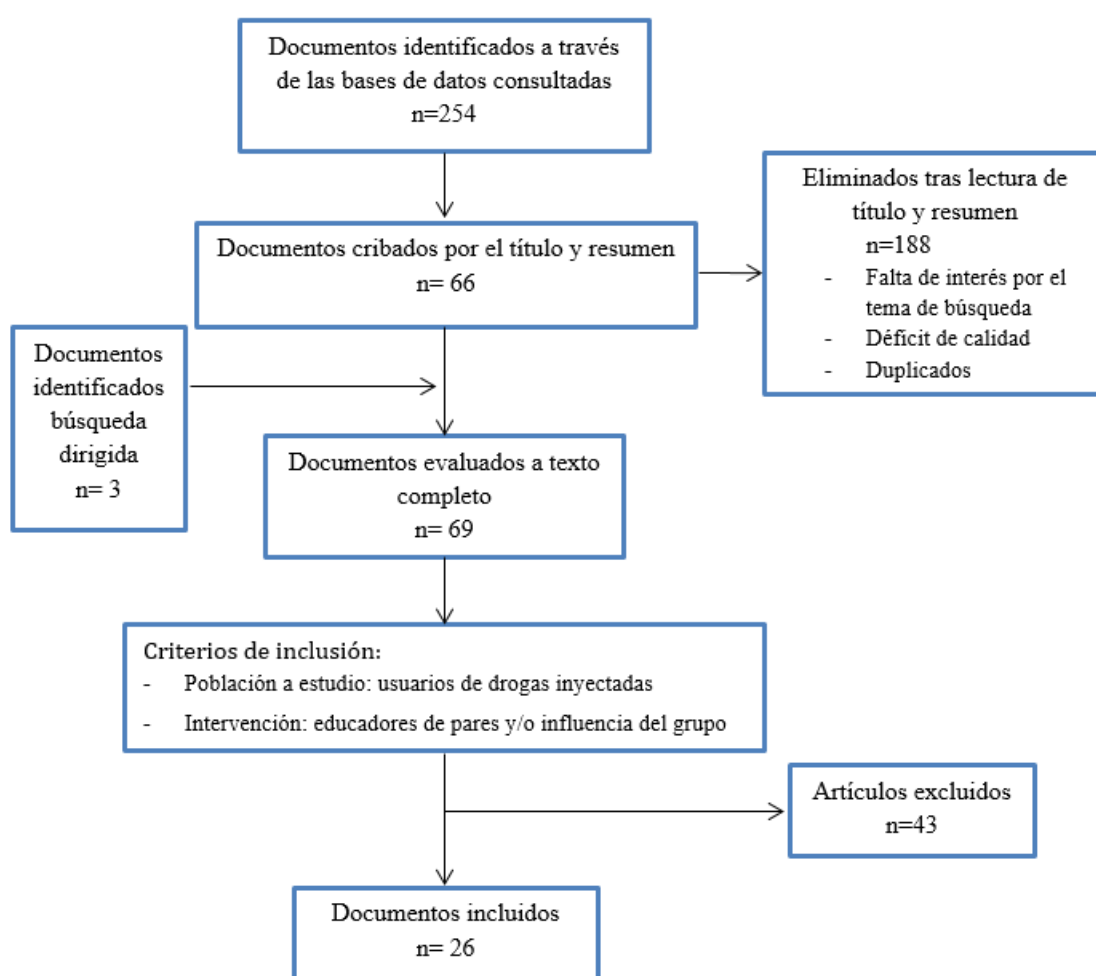 Documentos identificados a través
de las bases de datos consultadas
n=254
Eliminados tras lectura de
título y resumen
n=188
- Falta de interés por el
tema de búsqueda
- Déficit de calidad
- Duplicados
Documentos cribados por el título y resumen
n= 66
Documentos
identificados
búsqueda
dirigida
n= 3
Documentos evaluados a texto
completo
n= 69
Criterios de inclusión:
- Población a estudio: usuarios de drogas inyectadas
- Intervención: educadores de pares y/o influencia del grupo
Artículos excluidos
n=43
Documentos incluidos
n= 26